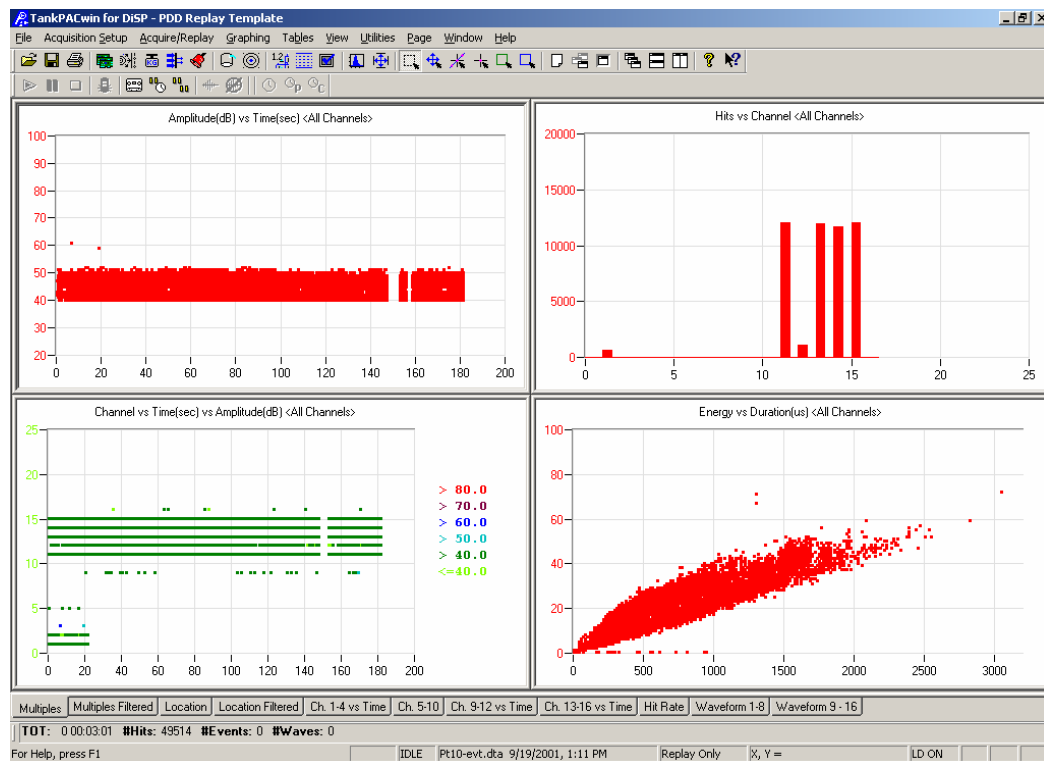 TankPACwin for DiSP - PDD Replay Template
File Acquisition Setup Acquire/Replay Graphing Tables View Utilities Page Window Help
Amplitude(dB) vs Time(sec) <All Channels>
100
90
80
70
60
50
40
30
20
0 20 40 60 80 100 120 140 160 180 200
Hits vs Channel <All Channels>
20000
15000
10000
5000
0
0 5 10 15 20 25
Channel vs Time(sec) vs Amplitude(dB) <All Channels>
25
20
15
10
5
0
0 20 40 60 80 100 120 140 160 180 200
> 80.0
> 70.0
> 60.0
> 50.0
> 40.0
<=40.0
Energy vs Duration(us) <All Channels>
100
80
60
40
20
0
0 500 1000 1500 2000 2500 3000
Multiples Multiples Filtered Location Location Filtered Ch. 1-4 vs Time Ch. 5-10 Ch. 9-12 vs Time Ch. 13-16 vs Time Hit Rate Waveform 1-8 Waveform 9 - 16
TOT: 0 00:03:01 #Hits: 49514 #Events: 0 #Waves: 0
For Help, press F1 IDLE Pt10-evt.dta 9/19/2001, 1:11 PM Replay Only X, Y = LD ON